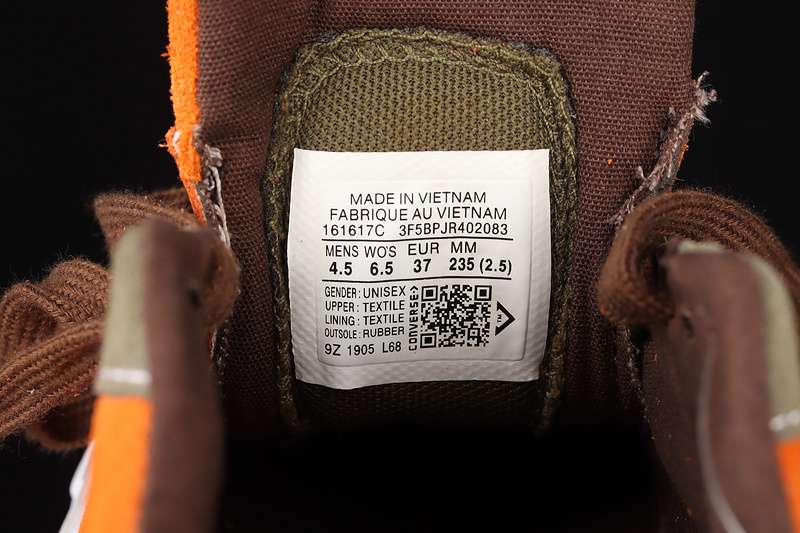 MADE IN VIETNAM
FABRIQUE AU VIETNAM
161617C 3F5BPJR402083
MENS WO'S EUR MM
4.5 6.5 37 235 (2.5)
GENDER: UNISEX
UPPER: TEXTILE
LINING: TEXTILE
OUTSOLE: RUBBER
9Z 1905 L68
CONVERSE
TM